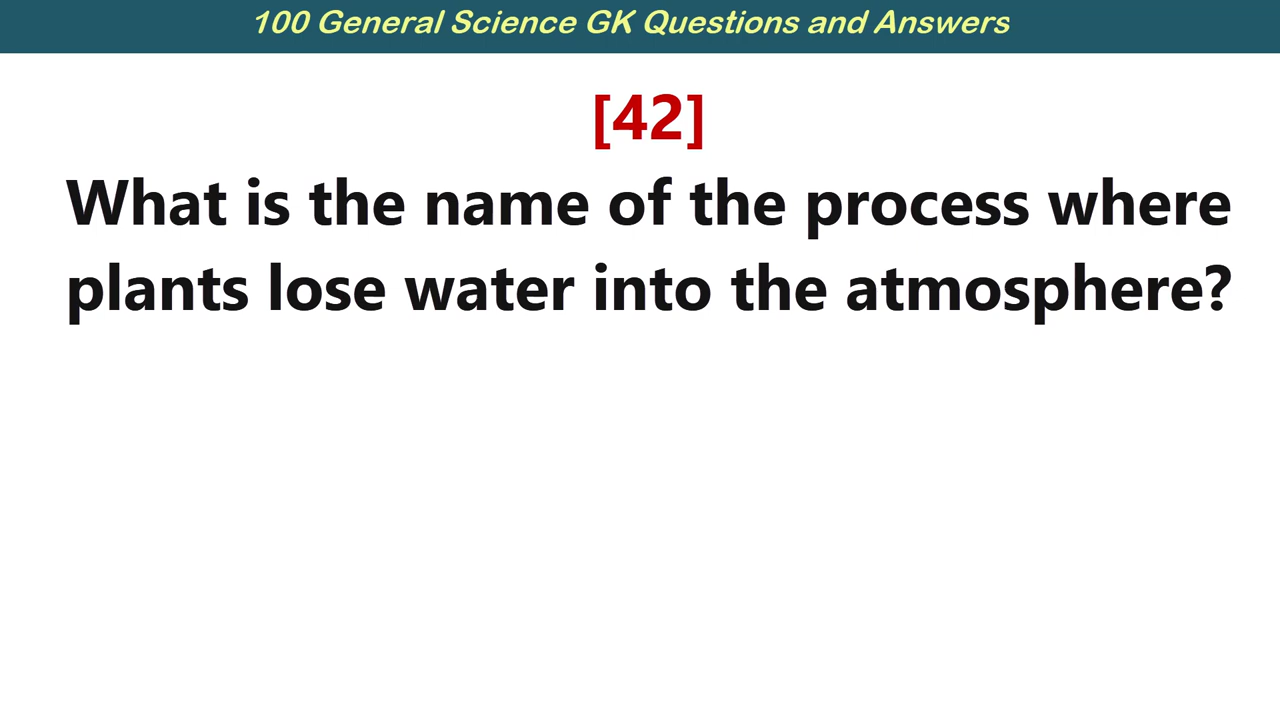 100 General Science GK Questions and Answers
[42]
What is the name of the process where
plants lose water into the atmosphere?